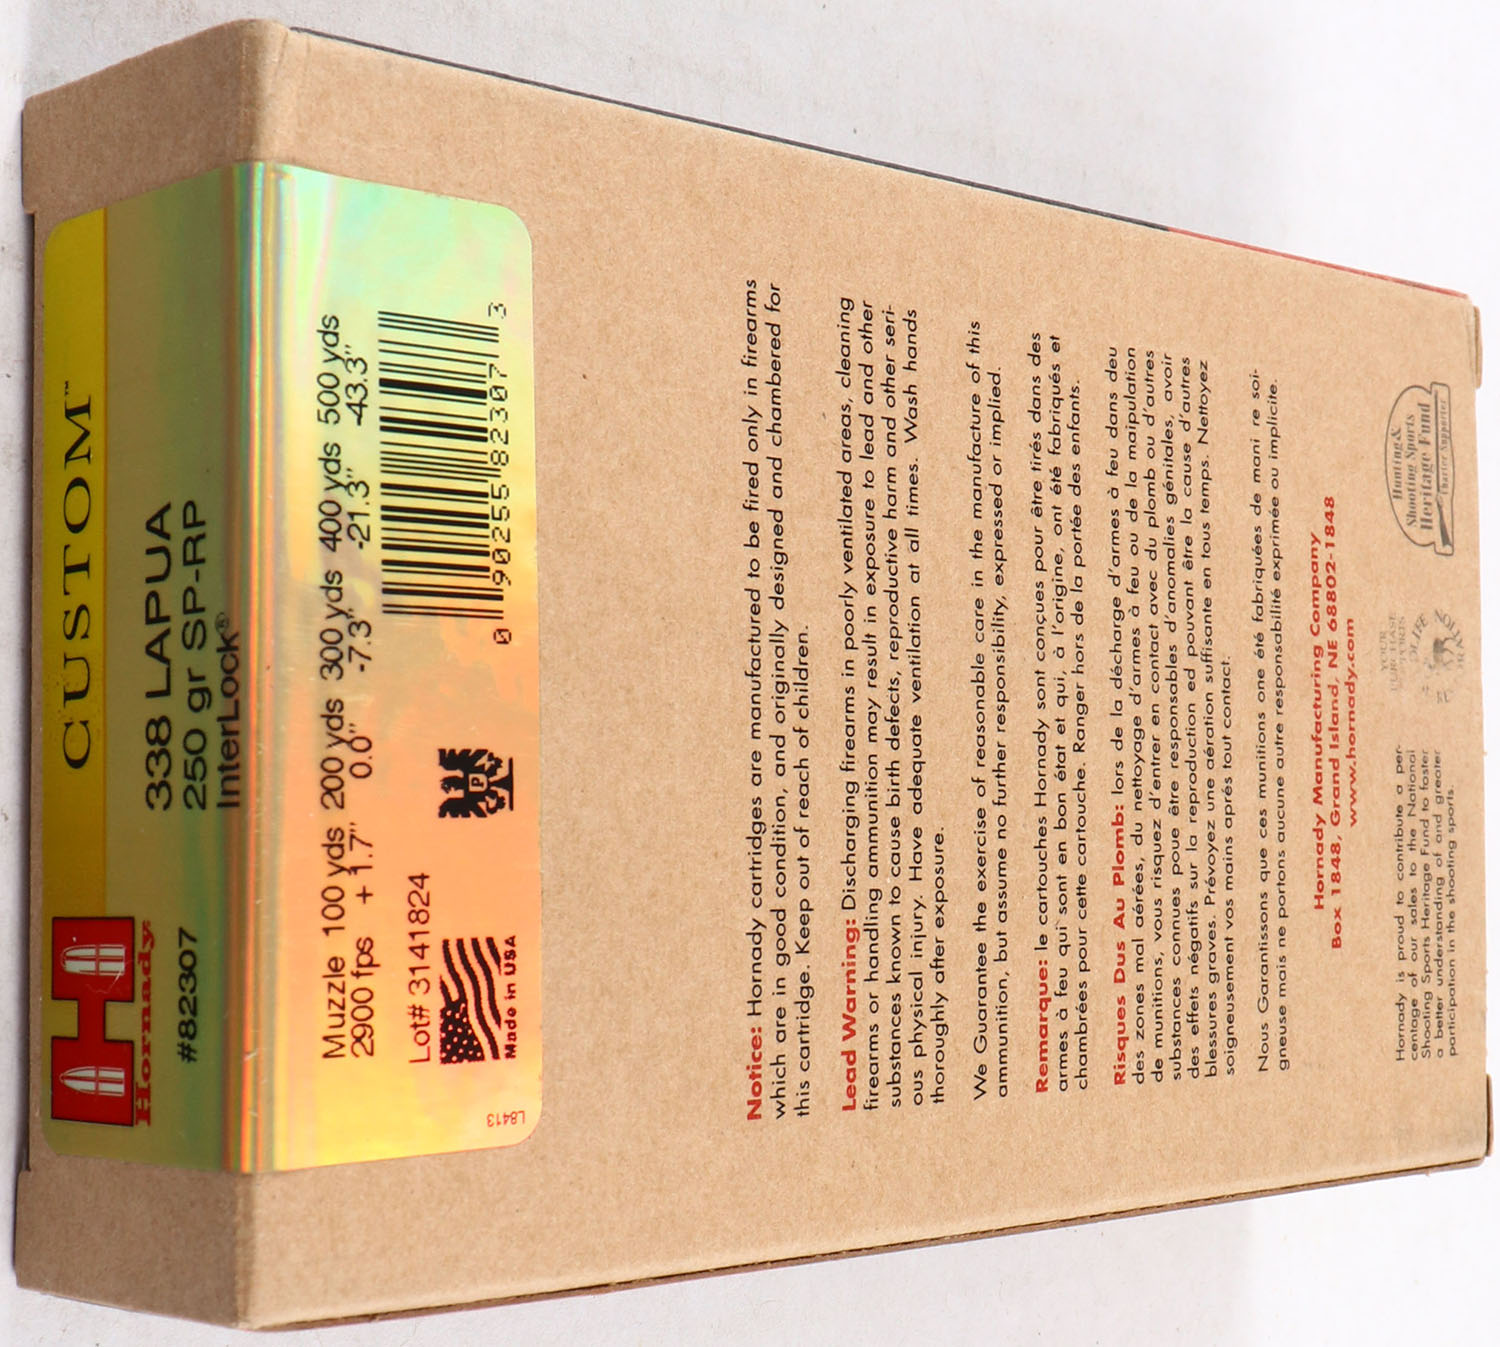 CUSTOM™
Hornady
#82307
338 LAPUA
250 gr SP-RP
InterLock®
Muzzle 100 yds 200 yds 300 yds 400 yds 500 yds
2900 fps + 1.7" 0.0" -7.3" -21.3" -43.3"
Lot# 3141824
Made in USA
P
0 90255 82307 3
L8413
Notice: Hornady cartridges are manufactured to be fired only in firearms
which are in good condition, and originally designed and chambered for
this cartridge. Keep out of reach of children.
Lead Warning: Discharging firearms in poorly ventilated areas, cleaning
firearms or handling ammunition may result in exposure to lead and other
substances known to cause birth defects, reproductive harm and other seri-
ous physical injury. Have adequate ventilation at all times. Wash hands
thoroughly after exposure.
We Guarantee the exercise of reasonable care in the manufacture of this
ammunition, but assume no further responsibility, expressed or implied.
Remarque: le cartouches Hornady sont conçues pour être tirés dans des
armes à feu qui sont en bon état et qui, à l'origine, ont été fabriqués et
chambrées pour cette cartouche. Ranger hors de la portée des enfants.
Risques Dus Au Plomb: lors de la décharge d'armes à feu dans deu
des zones mal aérées, du nettoyage d'armes à feu ou de la maipulation
de munitions, vous risquez d'entrer en contact avec du plomb ou d'autres
substances connues poue être responsables d'anomalies génitales, avoir
des effets négatifs sur la reproduction ed pouvant être la cause d'autres
blessures graves. Prévoyez une aération suffisante en tous temps. Nettoyez
soigneusement vos mains aprés tout contact.
Nous Garantissons que ces munitions one été fabriquées de mani re soi-
gneuse mais ne portons aucune autre responsabilité exprimée ou implicite.
Hornady Manufacturing Company
Box 1848, Grand Island, NE 68802-1848
www.hornady.com
Hornady is proud to contribute a per-
centage of our sales to the National
Shooting Sports Heritage Fund to foster
a better understanding of and greater
participation in the shooting sports.
YOUR
PURCHASE
Hunting &
Shooting Sports
Heritage Fund
Charter Supporter